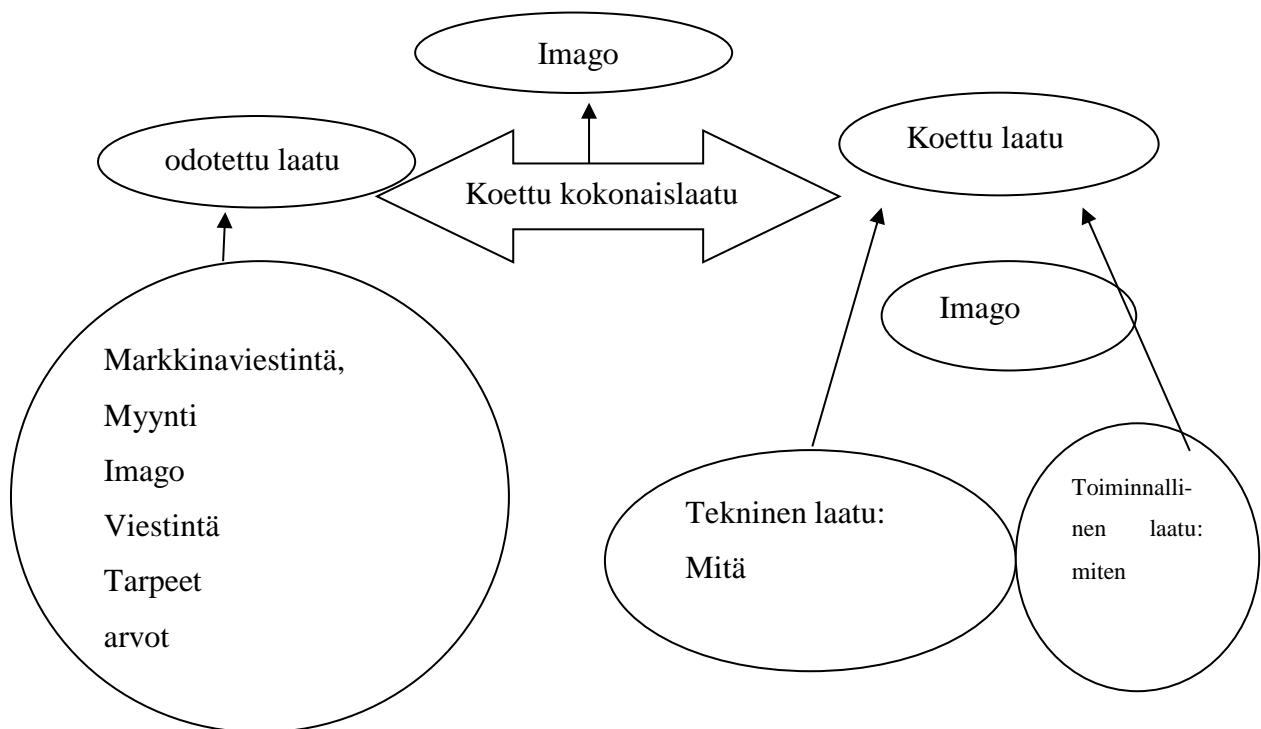 Imago
odotettu laatu
Koettu kokonaislaatu
Koettu laatu
Imago
Markkinaviestintä,
Myynti
Imago
Viestintä
Tarpeet
arvot
Tekninen laatu:
Mitä
Toiminnalli-
nen laatu:
miten